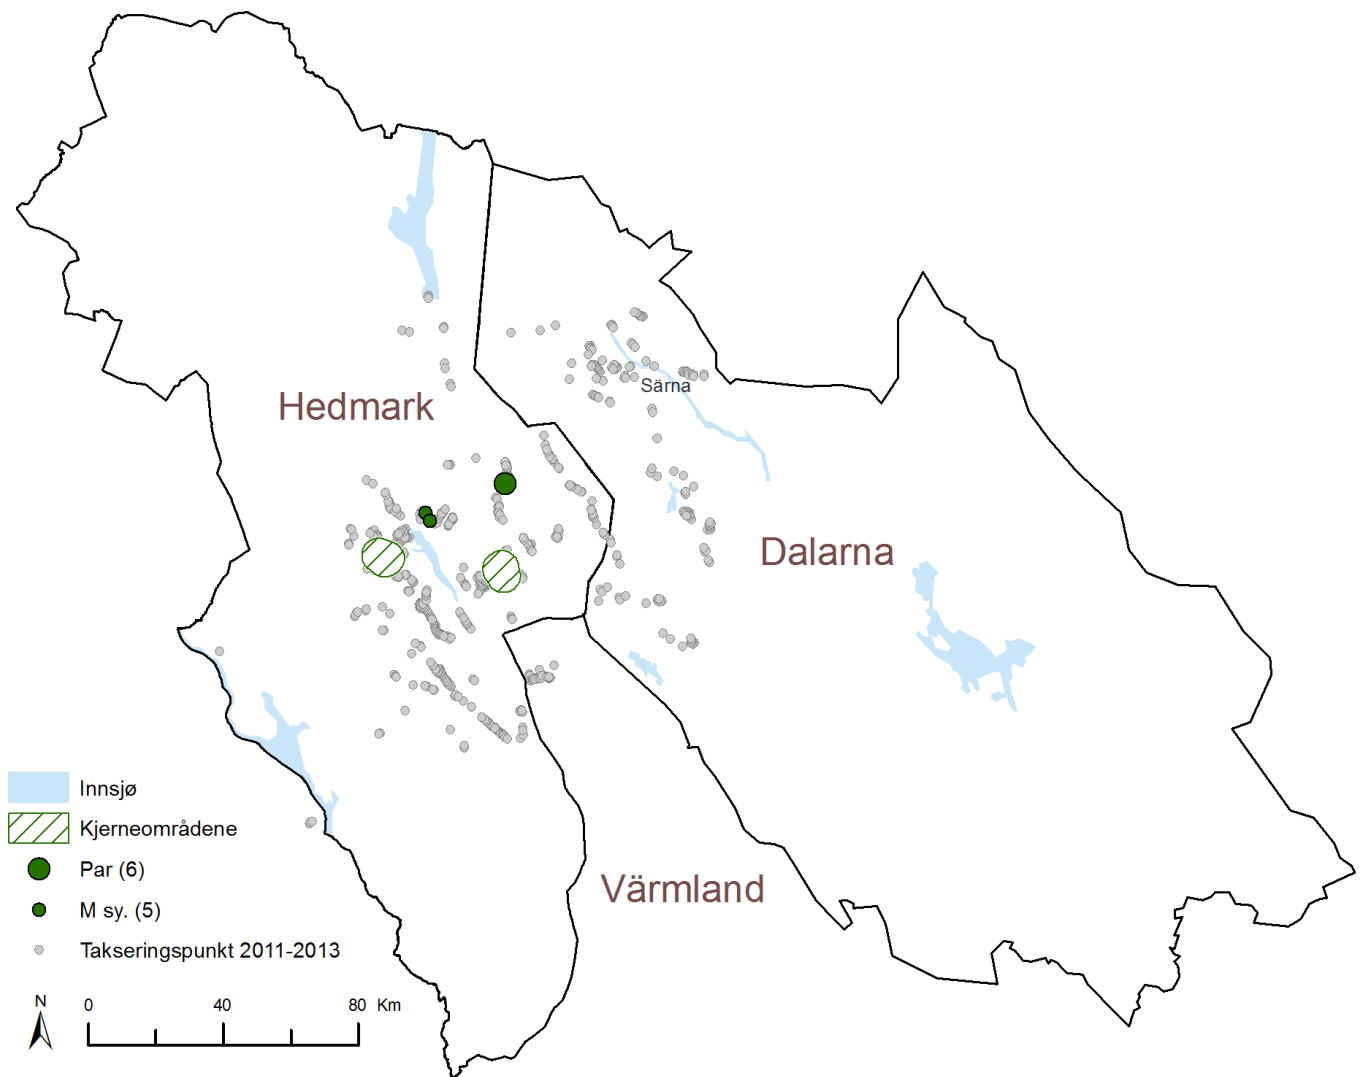 Särna
Hedmark
Dalarna
Värmland
Innsjø
Kjerneområdene
Par (6)
M sy. (5)
Takseringspunkt 2011-2013
N
0 40 80 Km